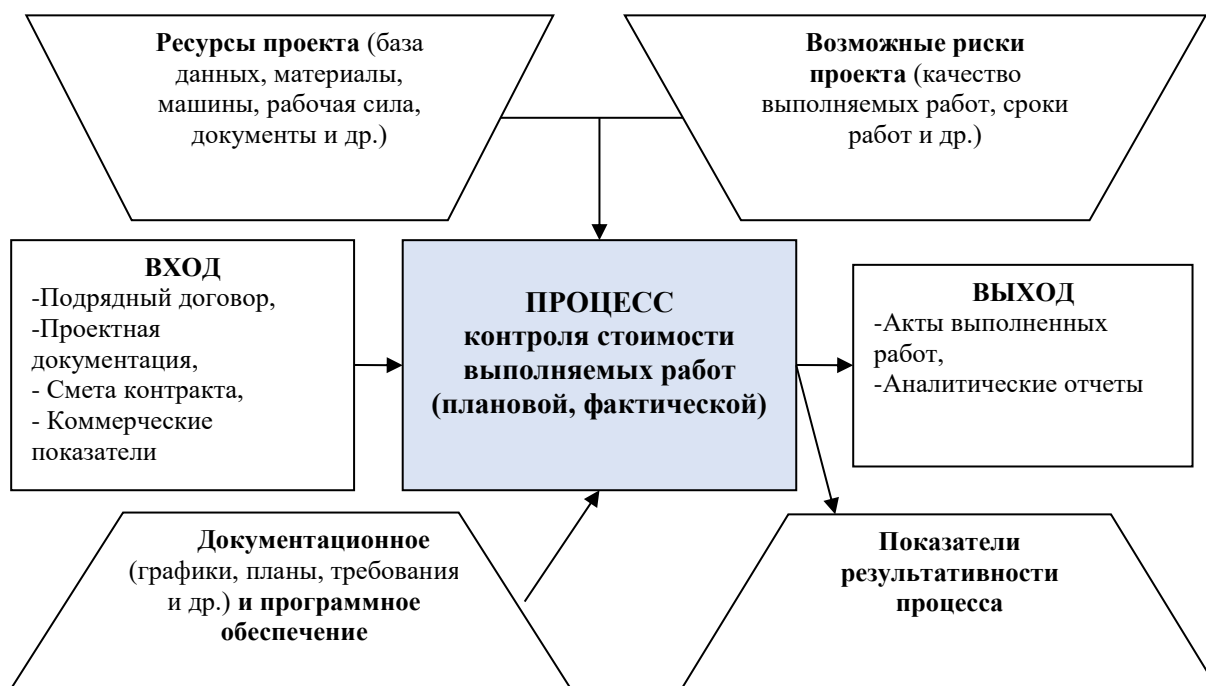 Ресурсы проекта (база
данных, материалы,
машины, рабочая сила,
документы и др.)
Возможные риски
проекта (качество
выполняемых работ, сроки
работ и др.)
ВХОД
-Подрядный договор,
-Проектная
документация,
- Смета контракта,
- Коммерческие
показатели
ПРОЦЕСС
контроля стоимости
выполняемых работ
(плановой, фактической)
ВЫХОД
-Акты выполненных
работ,
-Аналитические отчеты
Документационное
(графики, планы, требования
и др.) и программное
обеспечение
Показатели
результативности
процесса